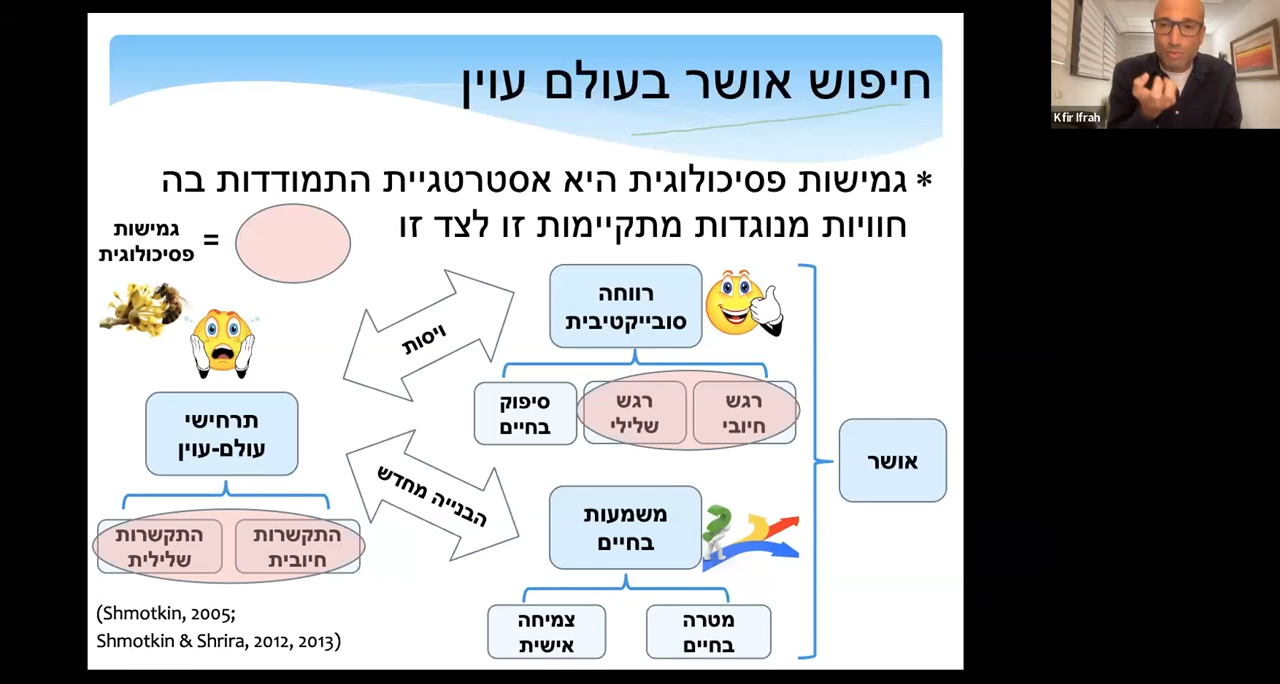 חיפוש אושר בעולם עוין
* גמישות פסיכולוגית היא אסטרטגיית התמודדות בה
חוויות מנוגדות מתקיימות זו לצד זו
גמישות
פסיכולוגית
=
רווחה
סובייקטיבית
ויסות
רגש
חיובי
רגש
שלילי
סיפוק
בחיים
תרחישי
עולם-עוין
אושר
הבנייה מחדש
משמעות
בחיים
התקשרות
חיובית
התקשרות
שלילית
מטרה
בחיים
צמיחה
אישית
(Shmotkin, 2005;
Shmotkin & Shrira, 2012, 2013)
Kfir Ifrah